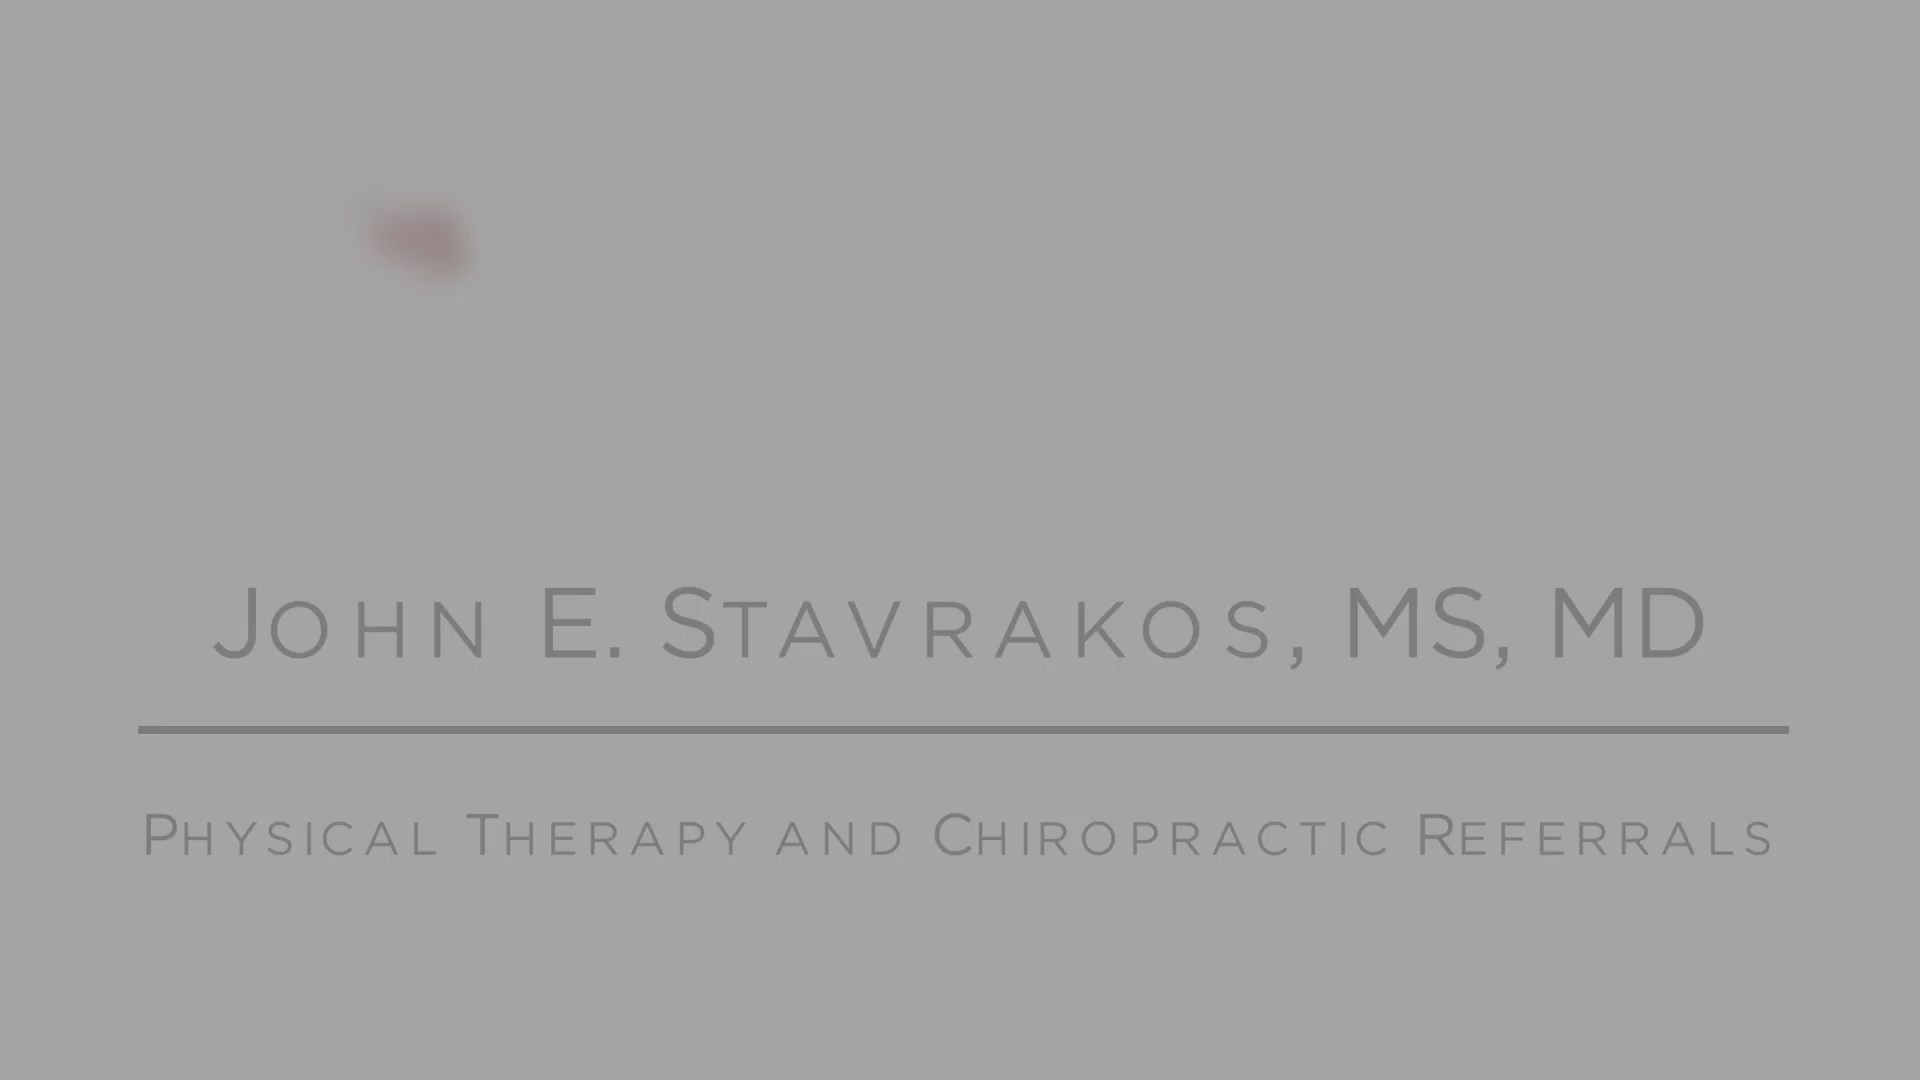 John E. Stavrakos, MS, MD
Physical Therapy and Chiropractic Referrals